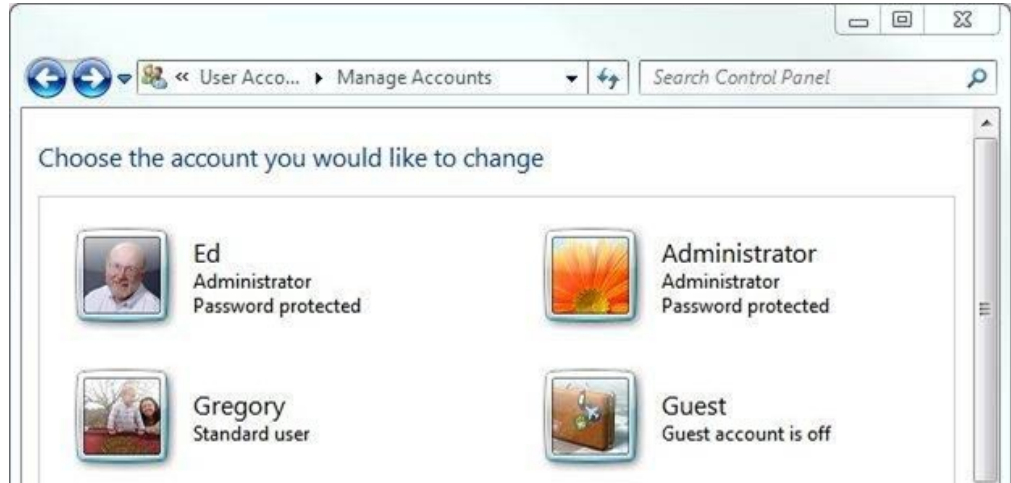 « User Acco... ▸ Manage Accounts
Search Control Panel
Choose the account you would like to change
Ed
Administrator
Password protected
Administrator
Administrator
Password protected
Gregory
Standard user
Guest
Guest account is off